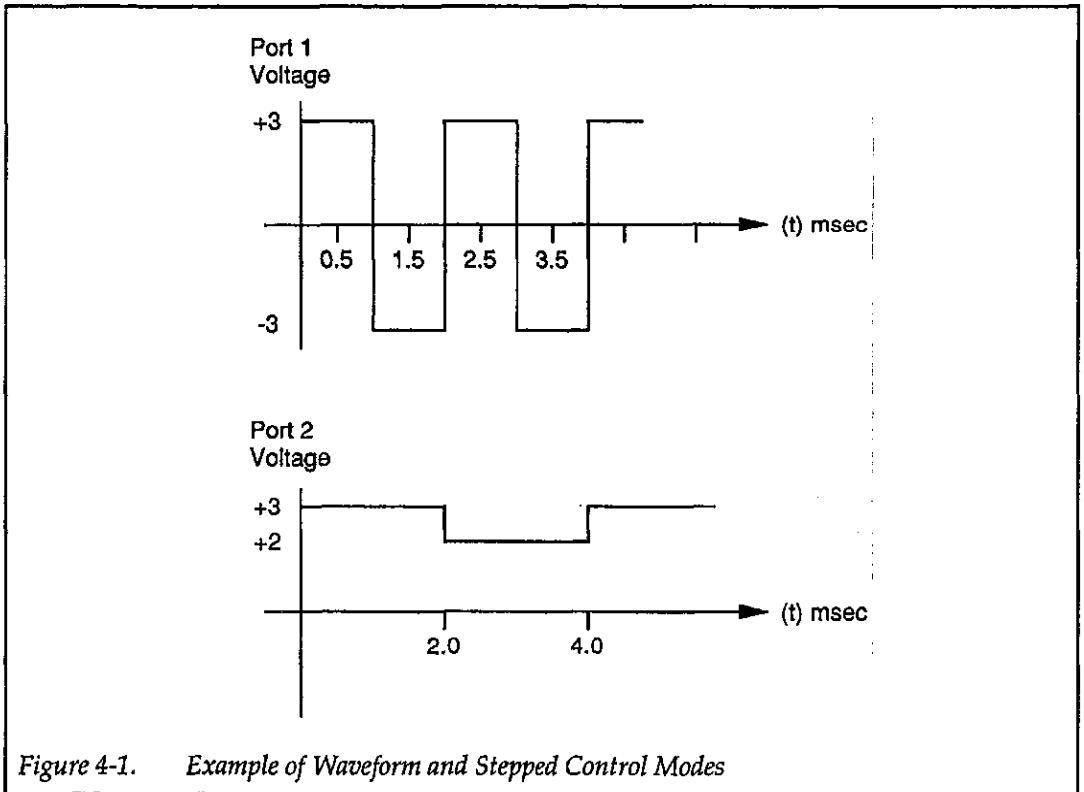 Port 1
Voltage
+3
(t) msec
0.5 1.5 2.5 3.5
-3
Port 2
Voltage
+3
+2
(t) msec
2.0 4.0
Figure 4-1. Example of Waveform and Stepped Control Modes